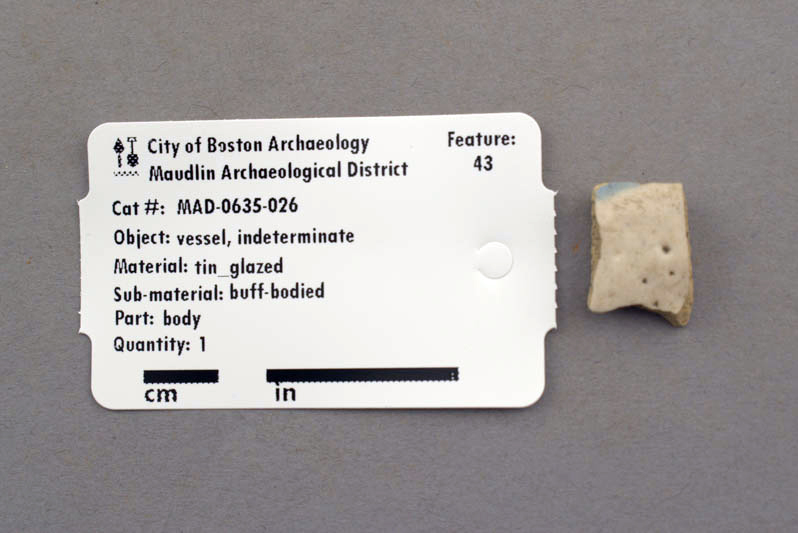 City of Boston Archaeology
Maudlin Archaeological District
Feature:
43
Cat #: MAD-0635-026
Object: vessel, indeterminate
Material: tin_glazed
Sub-material: buff-bodied
Part: body
Quantity: 1
cm in